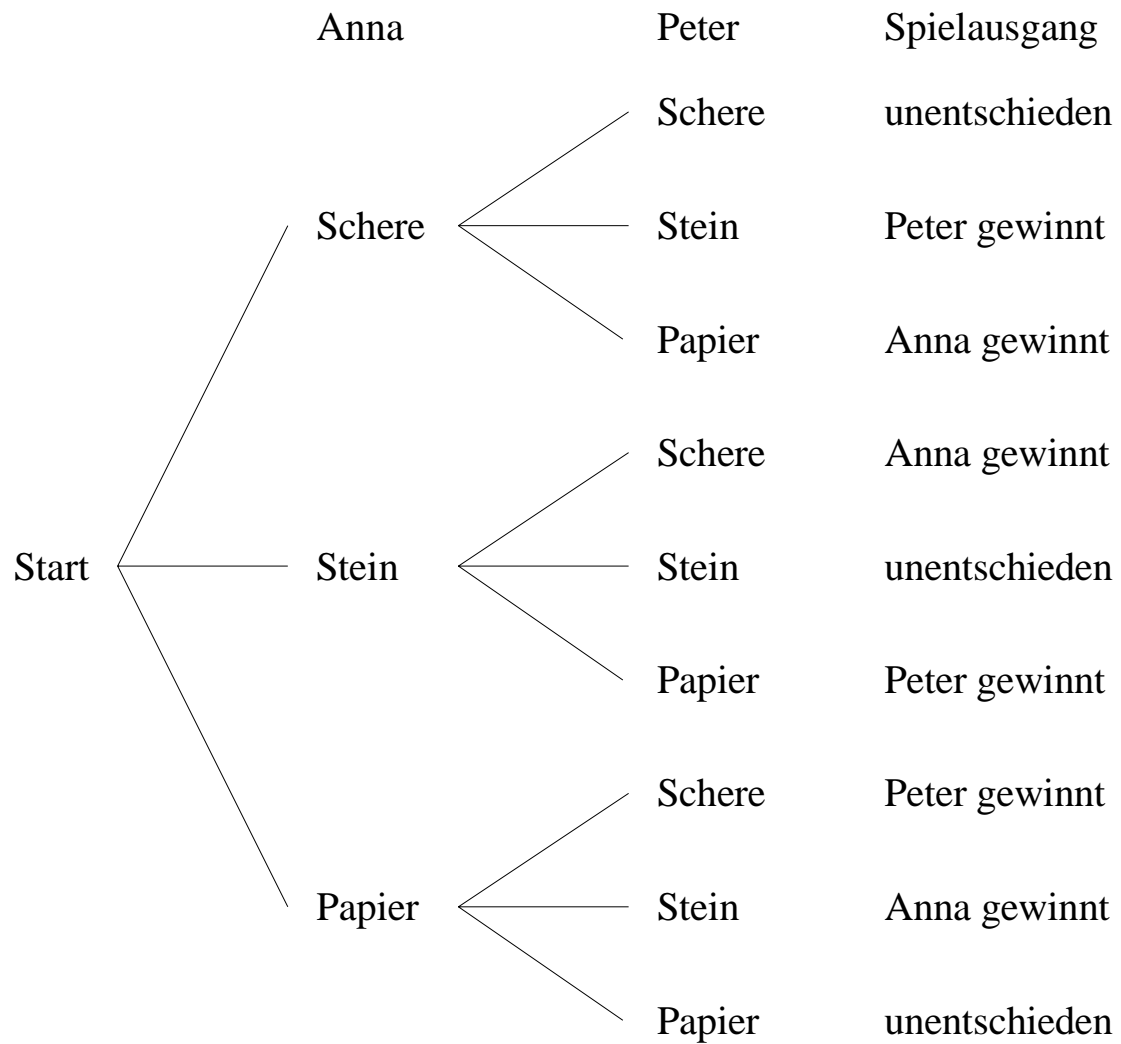 Anna Peter Spielausgang
Schere unentschieden
Schere Stein Peter gewinnt
Papier Anna gewinnt
Schere Anna gewinnt
Start Stein Stein unentschieden
Papier Peter gewinnt
Schere Peter gewinnt
Papier Stein Anna gewinnt
Papier unentschieden